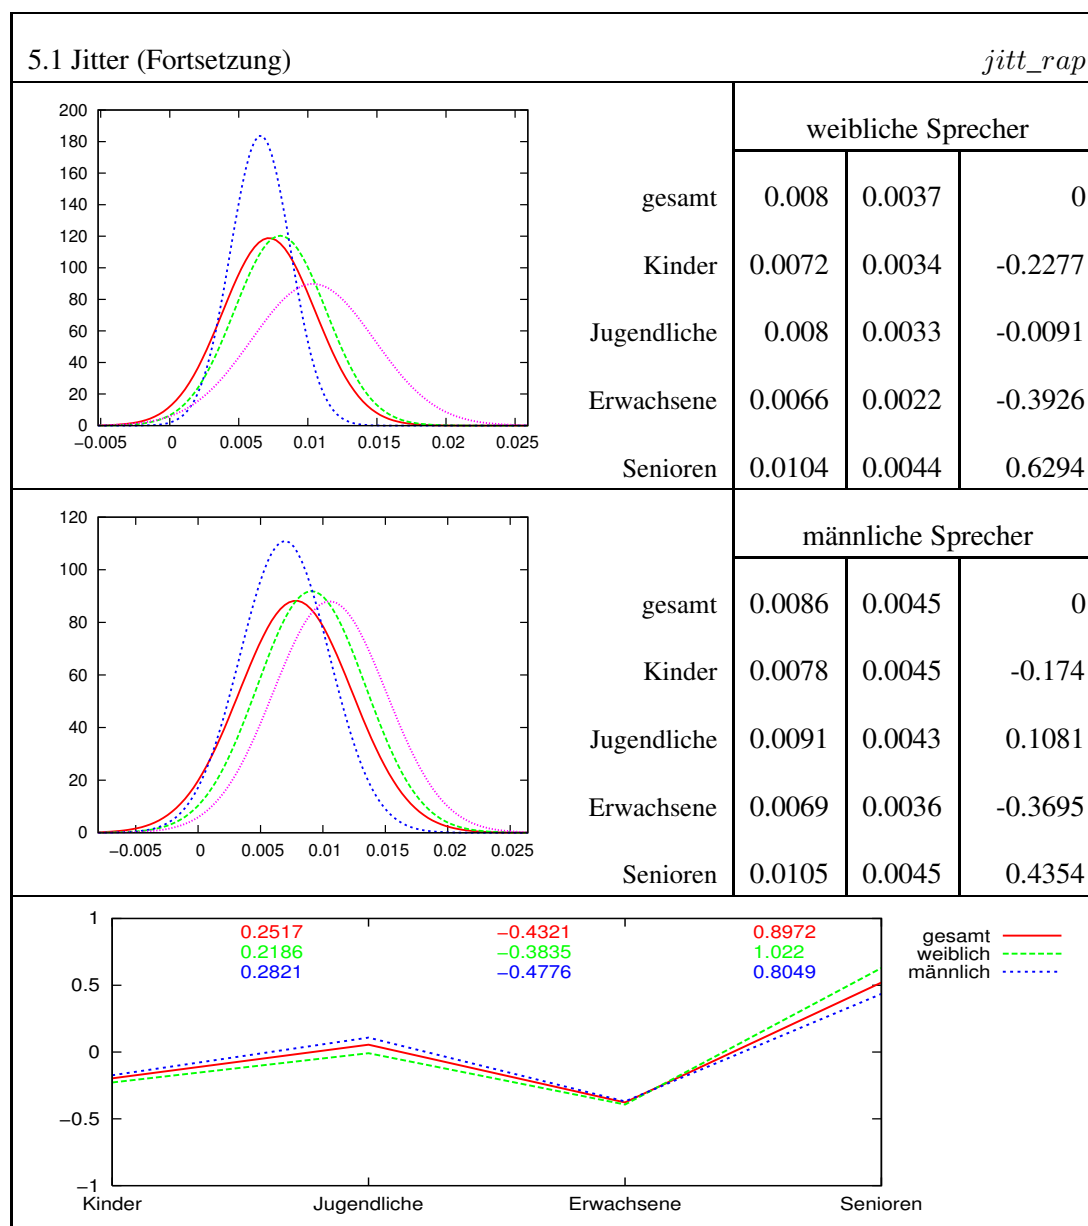 5.1 Jitter (Fortsetzung) jitt_rap
200
180
160
140
120
100
80
60
40
20
0
−0.005 0 0.005 0.01 0.015 0.02 0.025
weibliche Sprecher
gesamt 0.008 0.0037 0
Kinder 0.0072 0.0034 -0.2277
Jugendliche 0.008 0.0033 -0.0091
Erwachsene 0.0066 0.0022 -0.3926
Senioren 0.0104 0.0044 0.6294
120
100
80
60
40
20
0
−0.005 0 0.005 0.01 0.015 0.02 0.025
männliche Sprecher
gesamt 0.0086 0.0045 0
Kinder 0.0078 0.0045 -0.174
Jugendliche 0.0091 0.0043 0.1081
Erwachsene 0.0069 0.0036 -0.3695
Senioren 0.0105 0.0045 0.4354
1
0.5
0
−0.5
−1
0.2517 −0.4321 0.8972
0.2186 −0.3835 1.022
0.2821 −0.4776 0.8049
gesamt
weiblich
männlich
Kinder Jugendliche Erwachsene Senioren